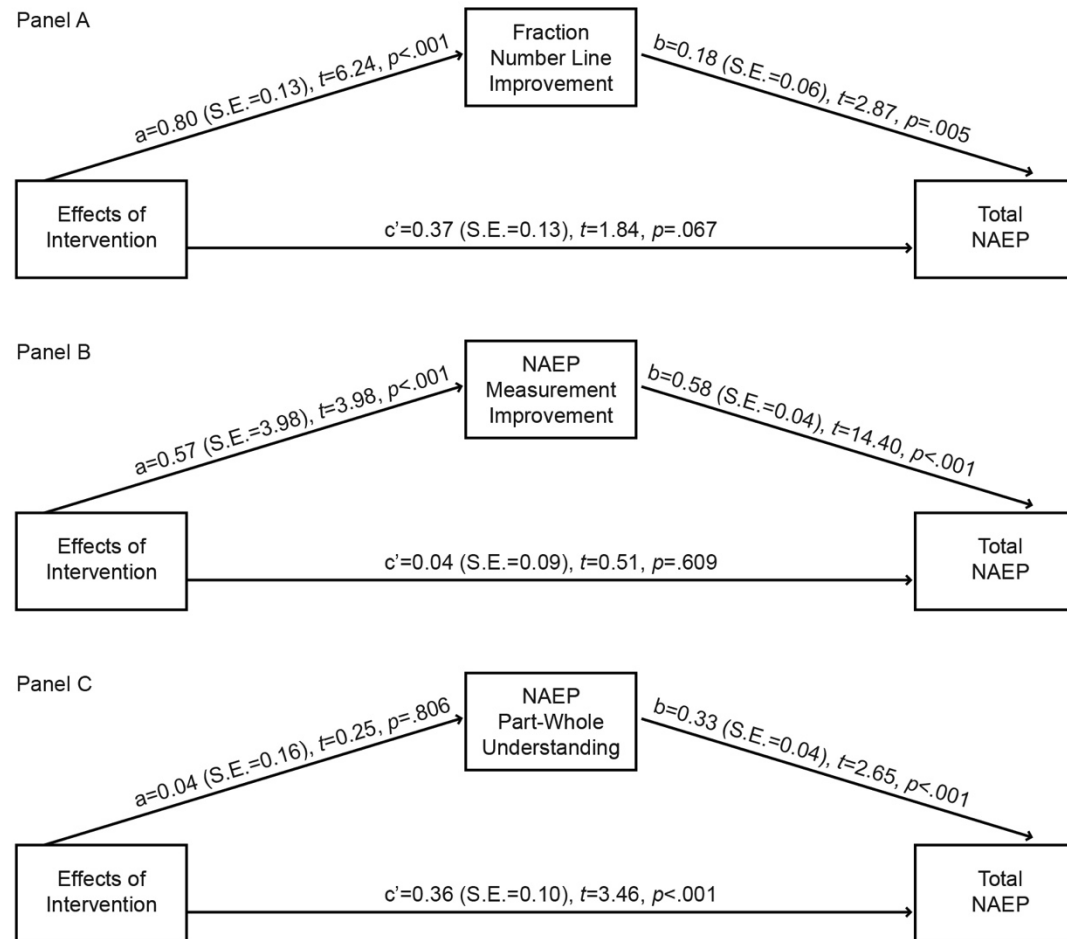 Panel A
Fraction
Number Line
Improvement
a=0.80 (S.E.=0.13), t=6.24, p<.001
b=0.18 (S.E.=0.06), t=2.87, p=.005
Effects of
Intervention
c'=0.37 (S.E.=0.13), t=1.84, p=.067
Total
NAEP
Panel B
NAEP
Measurement
Improvement
a=0.57 (S.E.=3.98), t=3.98, p<.001
b=0.58 (S.E.=0.04), t=14.40, p<.001
Effects of
Intervention
c'=0.04 (S.E.=0.09), t=0.51, p=.609
Total
NAEP
Panel C
NAEP
Part-Whole
Understanding
a=0.04 (S.E.=0.16), t=0.25, p=.806
b=0.33 (S.E.=0.04), t=2.65, p<.001
Effects of
Intervention
c'=0.36 (S.E.=0.10), t=3.46, p<.001
Total
NAEP